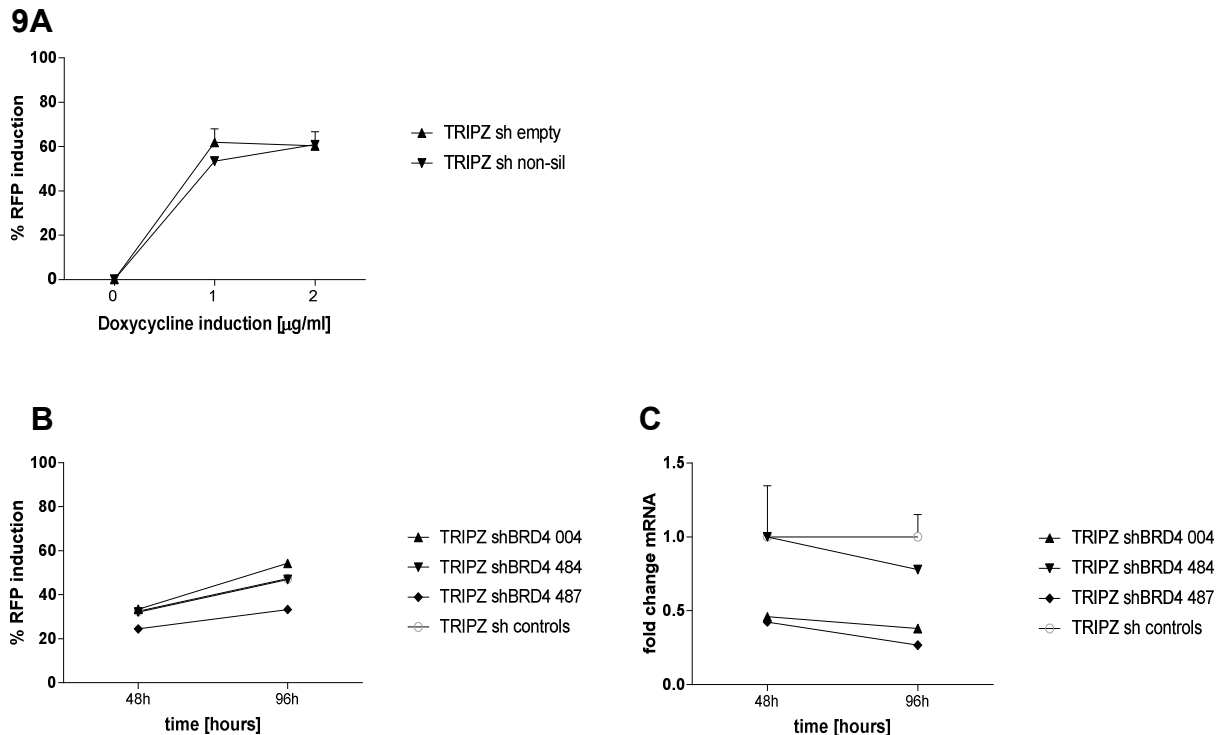 9A
100
80
60
40
20
0
% RFP induction
0 1 2
Doxycycline induction [μg/ml]
TRIPZ sh empty
TRIPZ sh non-sil
B
100
80
60
40
20
0
% RFP induction
48h 96h
time [hours]
TRIPZ shBRD4 004
TRIPZ shBRD4 484
TRIPZ shBRD4 487
TRIPZ sh controls
C
1.5
1.0
0.5
0.0
fold change mRNA
48h 96h
time [hours]
TRIPZ shBRD4 004
TRIPZ shBRD4 484
TRIPZ shBRD4 487
TRIPZ sh controls